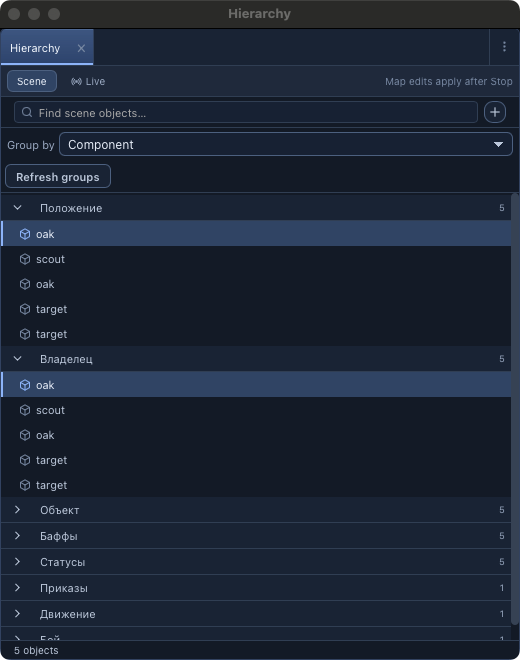 Hierarchy
Hierarchy
Scene Live Map edits apply after Stop
Find scene objects...
Group by Component
Refresh groups
Положение 5
oak
scout
oak
target
target
Владелец 5
oak
scout
oak
target
target
Объект 5
Баффы 5
Статусы 5
Приказы 1
Движение 1
Бой 1
5 objects